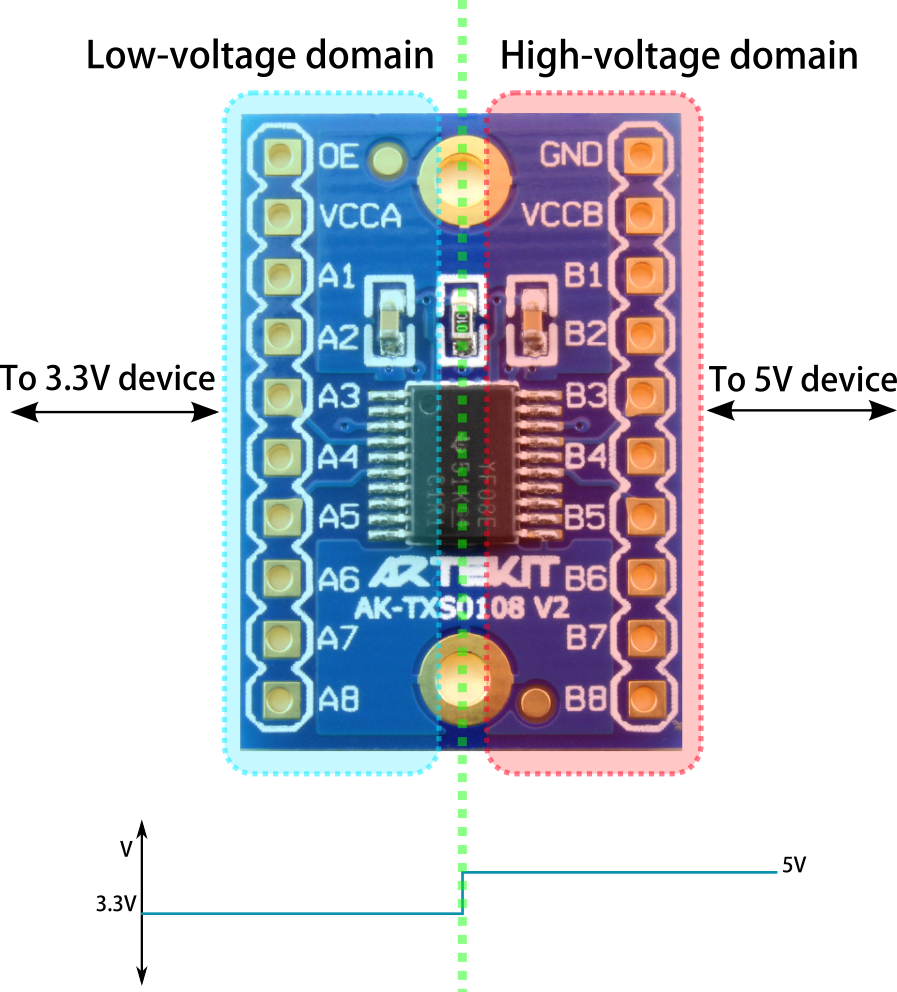 Low-voltage domain High-voltage domain
OE GND
VCCA VCCB
A1 B1
A2 B2
To 3.3V device A3 B3 To 5V device
A4 B4
A5 B5
YF08E
ARTEKIT
A6 B6
AK-TXS0108 V2
A7 B7
A8 B8
V
5V
3.3V